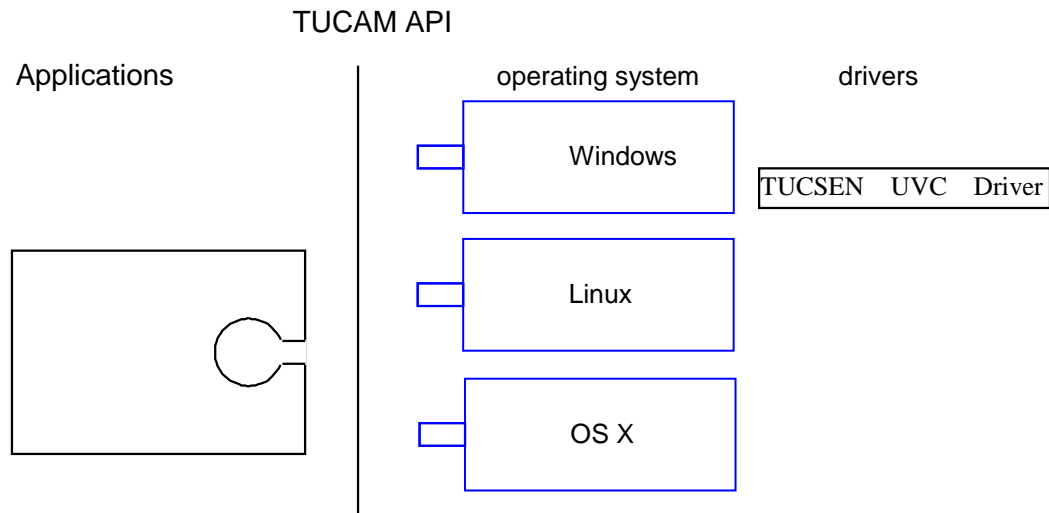 TUCAM API
Applications
operating system
drivers
Windows
TUCSEN UVC Driver
Linux
OS X